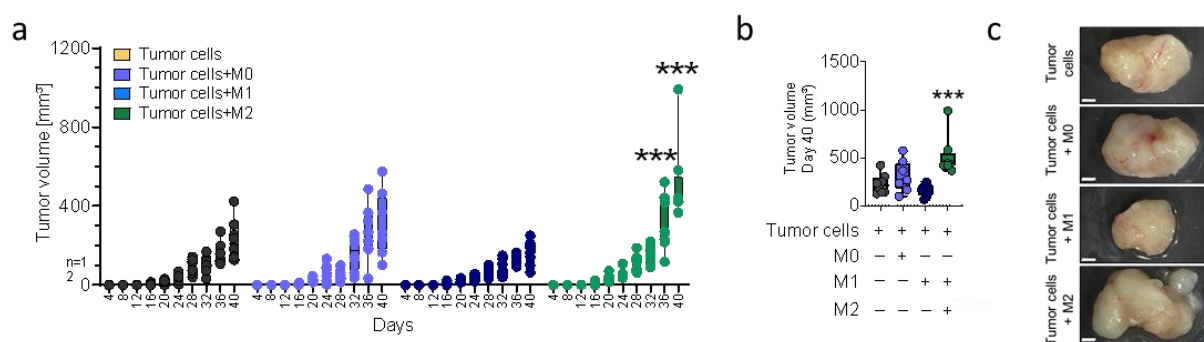 a
1200
800
400
0
Tumor volume [mm³]
n=1
2
Tumor cells
Tumor cells+M0
Tumor cells+M1
Tumor cells+M2
***
***
4 8 12 16 20 24 28 32 36 40 4 8 12 16 20 24 28 32 36 40 4 8 12 16 20 24 28 32 36 40 4 8 12 16 20 24 28 32 36 40
Days
b
1500
1000
500
0
Tumor volume
Day 40 (mm³)
***
Tumor cells + + + +
M0 − + − −
M1 − − + +
M2 − − − +
c
Tumor
cells
Tumor cells
+ M0
Tumor cells
+ M1
Tumor cells
+ M2